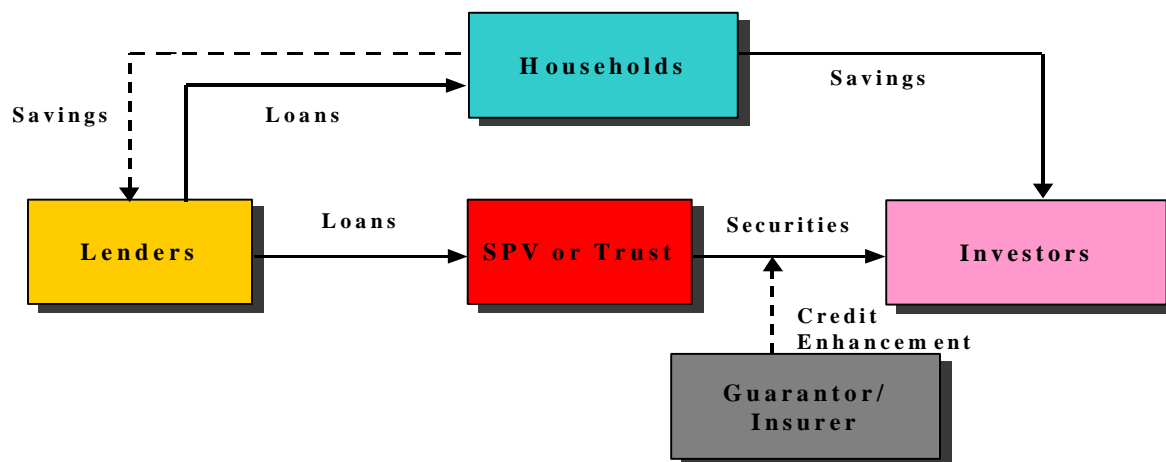 Households
Savings
Savings
Loans
Lenders
Loans
SPV or Trust
Securities
Investors
Credit
Enhancement
Guarantor/
Insurer